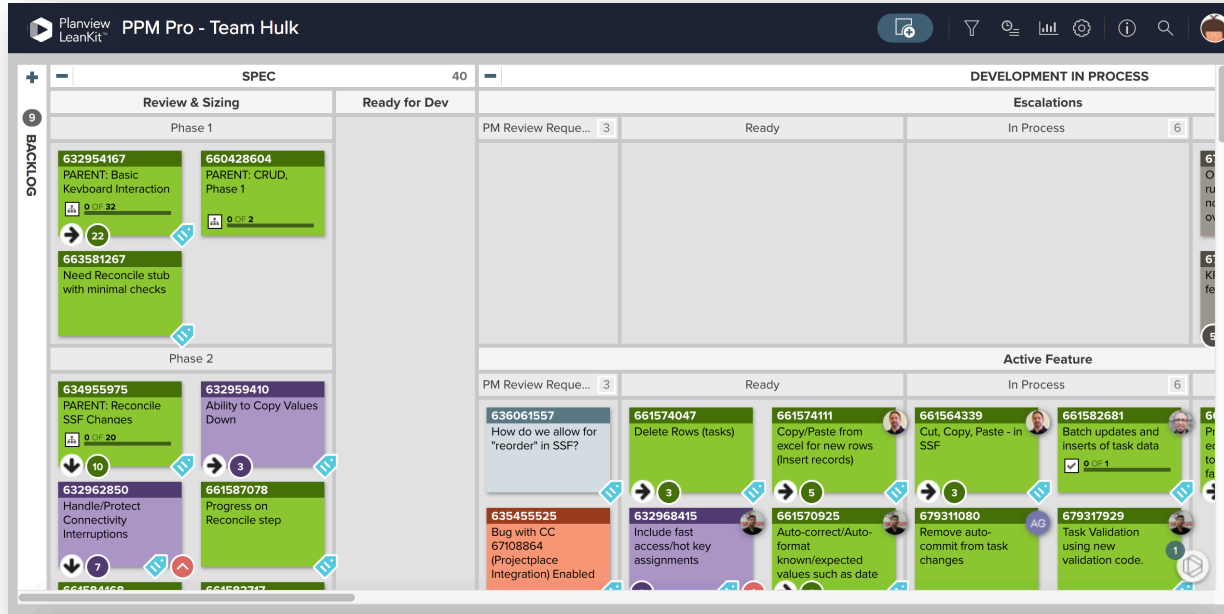 Planview
LeanKit™
PPM Pro - Team Hulk
SPEC
40
DEVELOPMENT IN PROCESS
Review & Sizing
Ready for Dev
Escalations
9
BACKLOG
Phase 1
PM Review Reque...
3
Ready
In Process
6
632954167
PARENT: Basic
Keyboard Interaction
0 OF 32
22
660428604
PARENT: CRUD,
Phase 1
0 OF 2
663581267
Need Reconcile stub
with minimal checks
Phase 2
Active Feature
PM Review Reque...
3
Ready
In Process
6
634955975
PARENT: Reconcile
SSF Changes
0 OF 20
10
632959410
Ability to Copy Values
Down
3
636061557
How do we allow for
"reorder" in SSF?
661574047
Delete Rows (tasks)
3
661574111
Copy/Paste from
excel for new rows
(Insert records)
5
661564339
Cut, Copy, Paste - in
SSF
3
661582681
Batch updates and
inserts of task data
0 OF 1
632962850
Handle/Protect
Connectivity
Interruptions
7
661587078
Progress on
Reconcile step
635455525
Bug with CC
67108864
(Projectplace
Integration) Enabled
632968415
Include fast
access/hot key
assignments
661570925
Auto-correct/Auto-
format
known/expected
values such as date
679311080
Remove auto-
commit from task
changes
AG
679317929
Task Validation
using new
validation code.
1